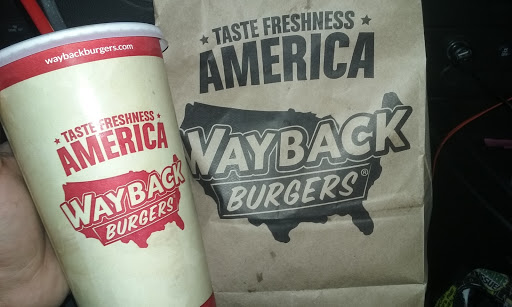 waybackburgers.com
TASTE FRESHNESS
AMERICA
WAYBACK
BURGERS®
TASTE FRESHNESS
AMERICA
WAYBACK
BURGERS®